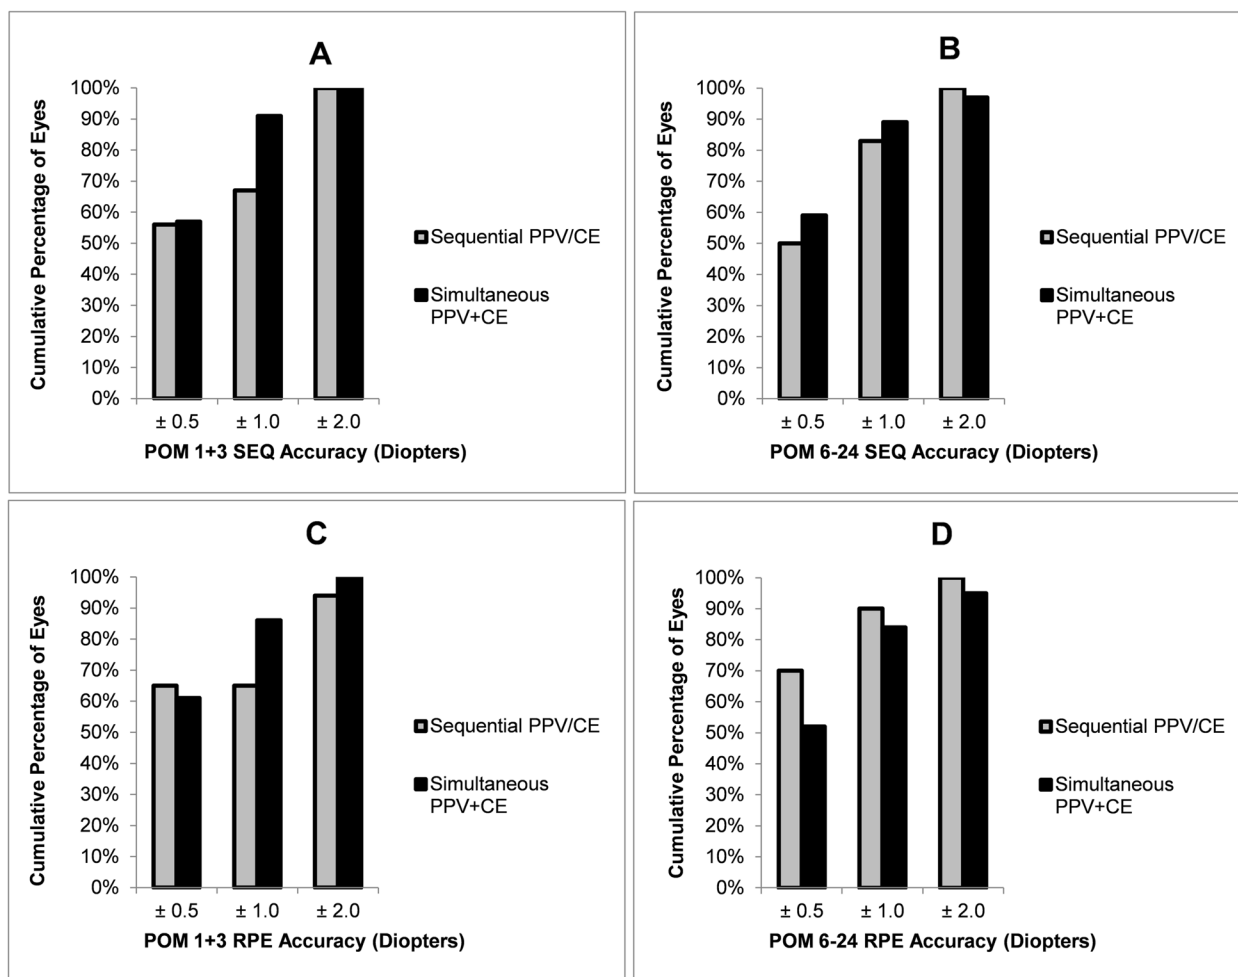 A
Cumulative Percentage of Eyes
100%
90%
80%
70%
60%
50%
40%
30%
20%
10%
0%
± 0.5 ± 1.0 ± 2.0
POM 1+3 SEQ Accuracy (Diopters)
Sequential PPV/CE
Simultaneous
PPV+CE
B
Cumulative Percentage of Eyes
100%
90%
80%
70%
60%
50%
40%
30%
20%
10%
0%
± 0.5 ± 1.0 ± 2.0
POM 6-24 SEQ Accuracy (Diopters)
Sequential PPV/CE
Simultaneous
PPV+CE
C
Cumulative Percentage of Eyes
100%
90%
80%
70%
60%
50%
40%
30%
20%
10%
0%
± 0.5 ± 1.0 ± 2.0
POM 1+3 RPE Accuracy (Diopters)
Sequential PPV/CE
Simultaneous
PPV+CE
D
Cumulative Percentage of Eyes
100%
90%
80%
70%
60%
50%
40%
30%
20%
10%
0%
± 0.5 ± 1.0 ± 2.0
POM 6-24 RPE Accuracy (Diopters)
Sequential PPV/CE
Simultaneous
PPV+CE